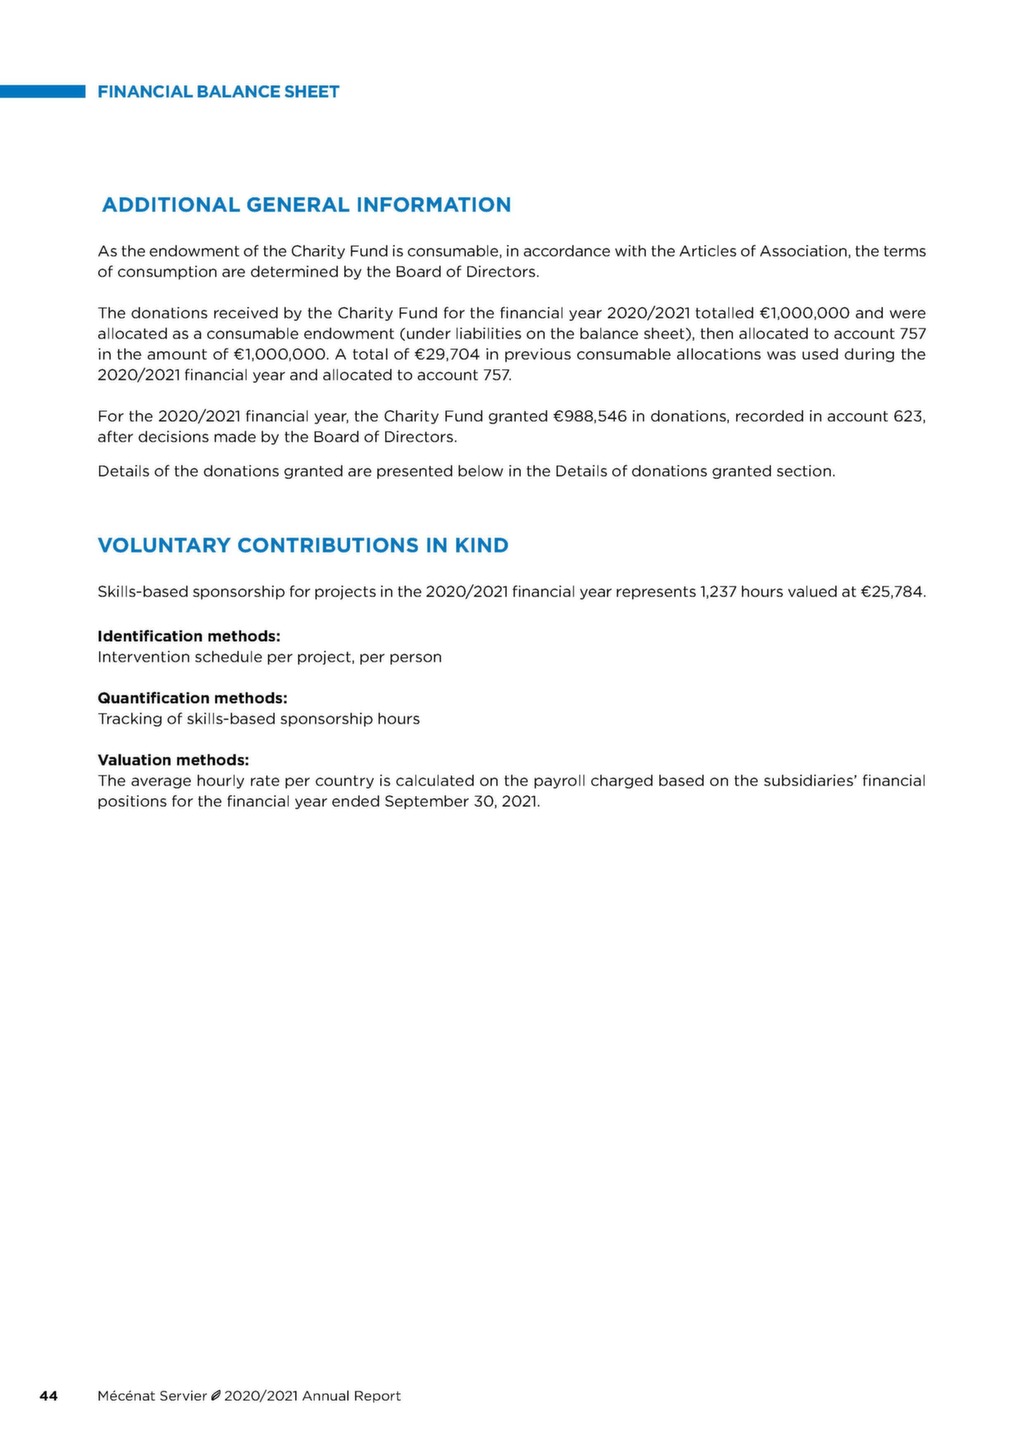 FINANCIAL BALANCE SHEET
ADDITIONAL GENERAL INFORMATION
As the endowment of the Charity Fund is consumable, in accordance with the Articles of Association, the terms
of consumption are determined by the Board of Directors.
The donations received by the Charity Fund for the financial year 2020/2021 totalled €1,000,000 and were
allocated as a consumable endowment (under liabilities on the balance sheet), then allocated to account 757
in the amount of €1,000,000. A total of €29,704 in previous consumable allocations was used during the
2020/2021 financial year and allocated to account 757.
For the 2020/2021 financial year, the Charity Fund granted €988,546 in donations, recorded in account 623,
after decisions made by the Board of Directors.
Details of the donations granted are presented below in the Details of donations granted section.
VOLUNTARY CONTRIBUTIONS IN KIND
Skills-based sponsorship for projects in the 2020/2021 financial year represents 1,237 hours valued at €25,784.
Identification methods:
Intervention schedule per project, per person
Quantification methods:
Tracking of skills-based sponsorship hours
Valuation methods:
The average hourly rate per country is calculated on the payroll charged based on the subsidiaries’ financial
positions for the financial year ended September 30, 2021.
44 Mécénat Servier 2020/2021 Annual Report